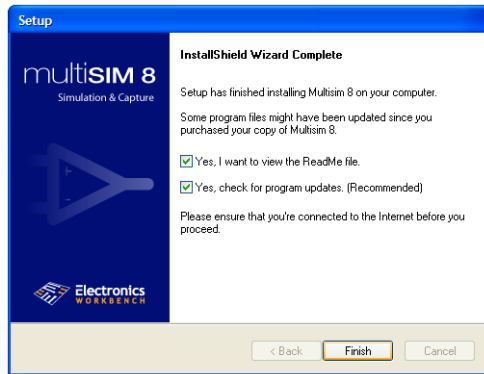 Setup
multiSIM 8
Simulation & Capture
InstallShield Wizard Complete
Setup has finished installing Multisim 8 on your computer.
Some program files might have been updated since you
purchased your copy of Multisim 8.
Yes, I want to view the ReadMe file.
Yes, check for program updates. (Recommended)
Please ensure that you're connected to the Internet before you
proceed.
Electronics
WORKBENCH
< Back
Finish
Cancel